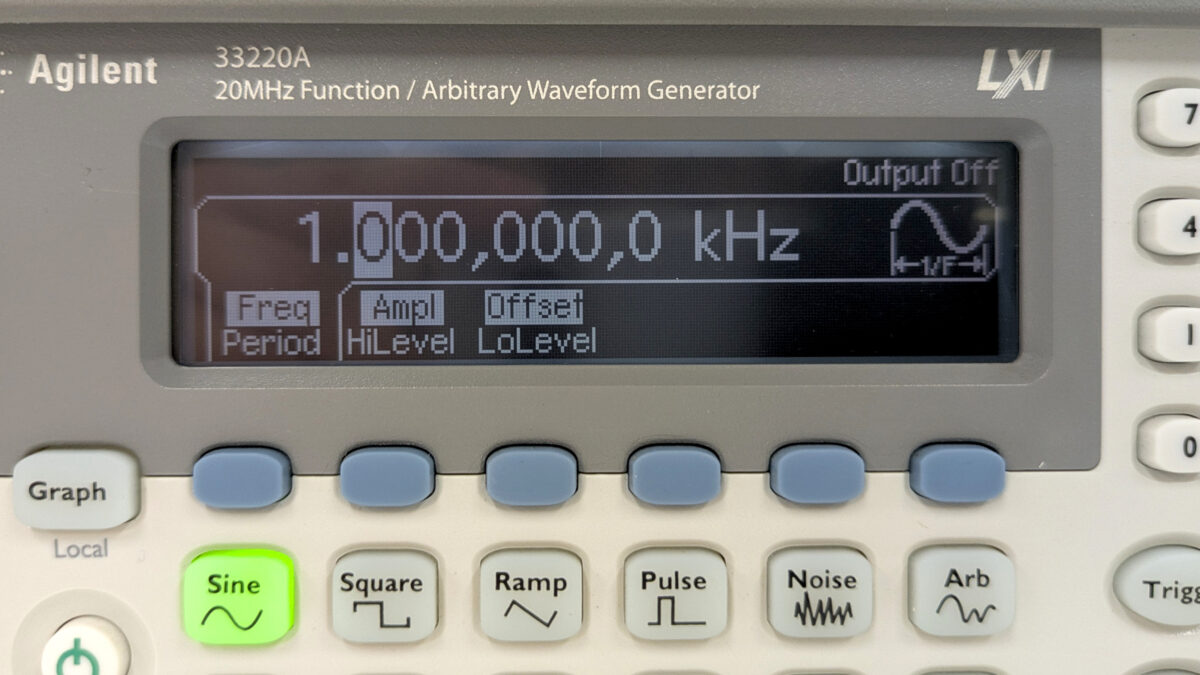 Agilent
33220A
20MHz Function / Arbitrary Waveform Generator
LXI
Output Off
1.000,000,0 kHz
1/F
Freq Ampl Offset
Period HiLevel LoLevel
7
4
1
0
Graph
Local
Sine Square Ramp Pulse Noise Arb
Trigg